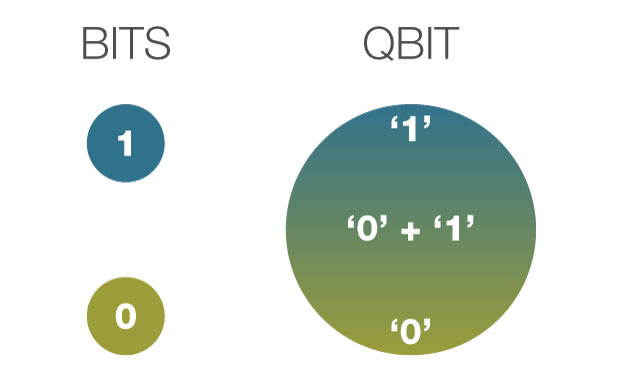 BITS
1
0
QBIT
‘1’
‘0’ + ‘1’
‘0’